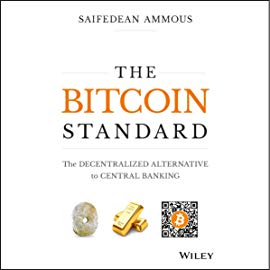 SAIFEDEAN AMMOUS
THE
BITCOIN
STANDARD
The DECENTRALIZED ALTERNATIVE
to CENTRAL BANKING
WILEY